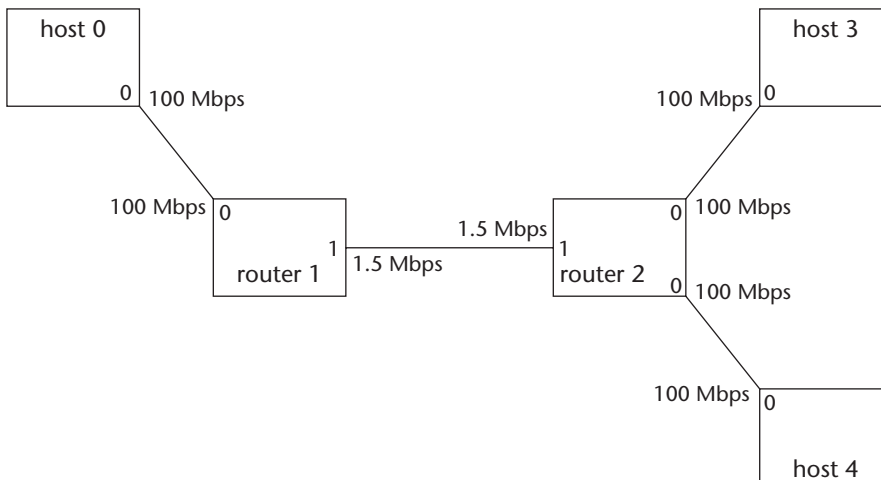 host 0
0
100 Mbps
host 3
100 Mbps
0
100 Mbps
0
1
router 1
1.5 Mbps
1.5 Mbps
1
router 2
0
100 Mbps
0
100 Mbps
100 Mbps
0
host 4